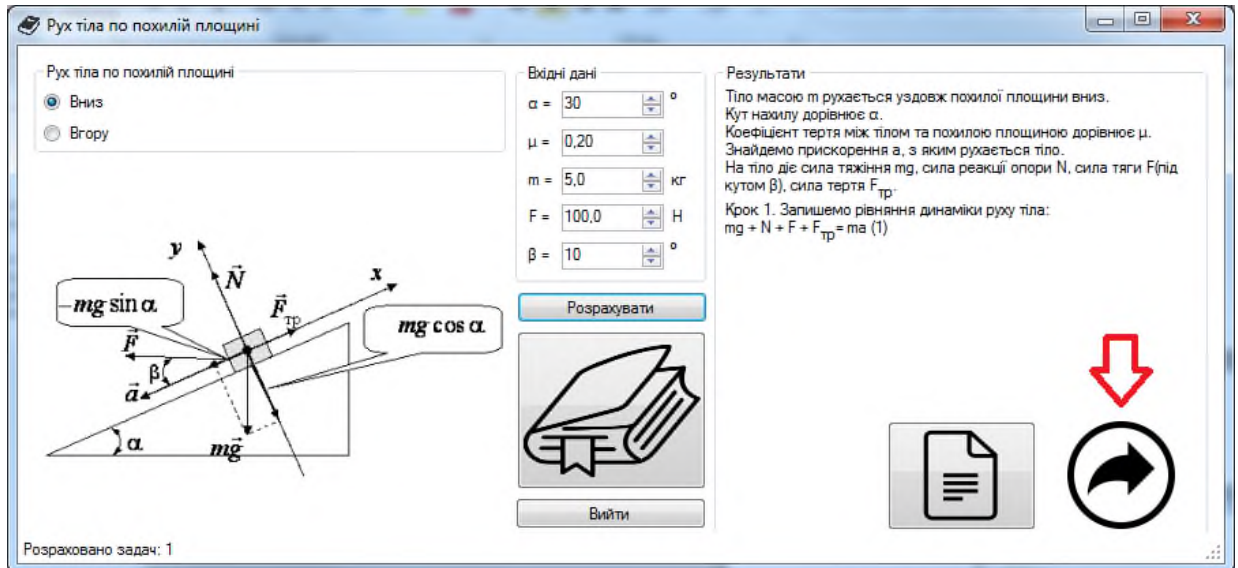 Рух тіла по похилій площині
Рух тіла по похилій площині
Вниз
Вгору
y
N
x
-mg sin α
F тр
mg cos α
F
β
a
α
mg
Вхідні дані
α = 30 °
μ = 0,20
m = 5,0 кг
F = 100,0 Н
β = 10 °
Розрахувати
Вийти
Результати
Тіло масою m рухається уздовж похилої площини вниз.
Кут нахилу дорівнює α.
Коефіцієнт тертя між тілом та похилою площиною дорівнює μ.
Знайдемо прискорення a, з яким рухається тіло.
На тіло діє сила тяжіння mg, сила реакції опори N, сила тяги F(під
кутом β), сила тертя Fтр.
Крок 1. Запишемо рівняння динаміки руху тіла:
mg + N + F + Fтр= ma (1)
Розраховано задач: 1